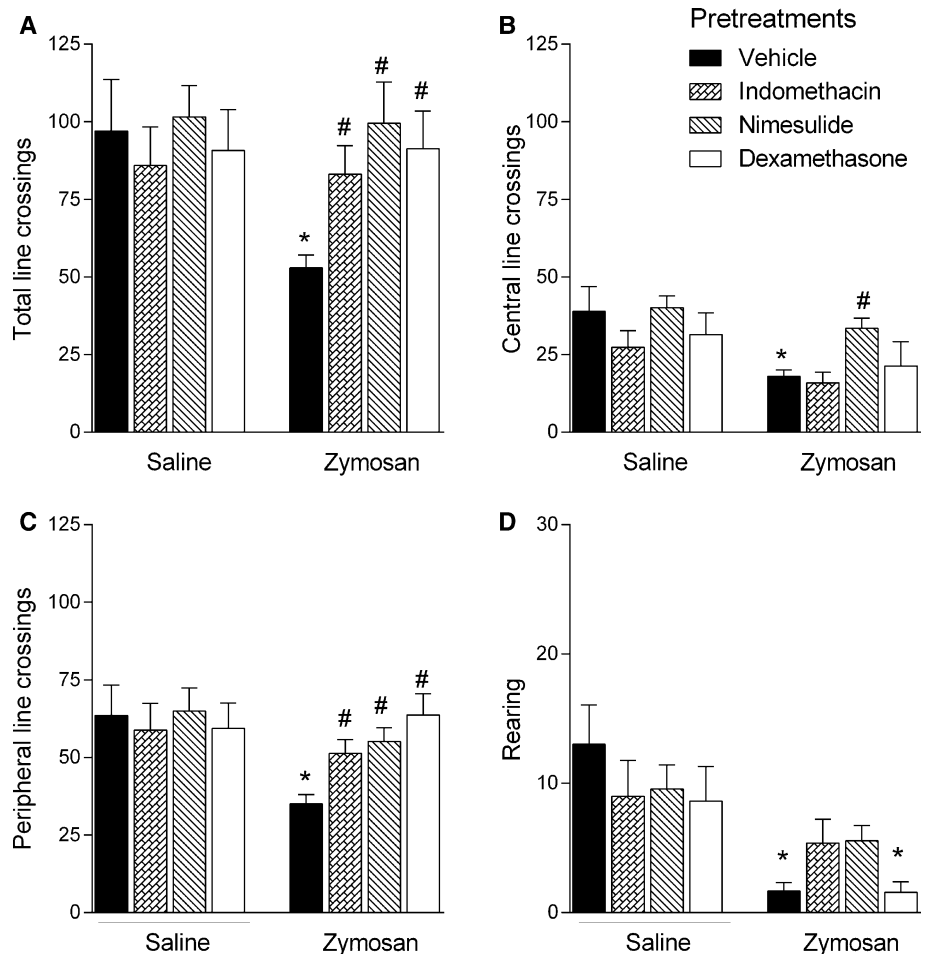 A
125
100
75
50
25
0
Total line crossings
*
#
#
#
Saline
Zymosan
B
125
100
75
50
25
0
Central line crossings
Pretreatments
Vehicle
Indomethacin
Nimesulide
Dexamethasone
*
#
Saline
Zymosan
C
125
100
75
50
25
0
Peripheral line crossings
*
#
#
#
Saline
Zymosan
D
30
20
10
0
Rearing
*
*
Saline
Zymosan